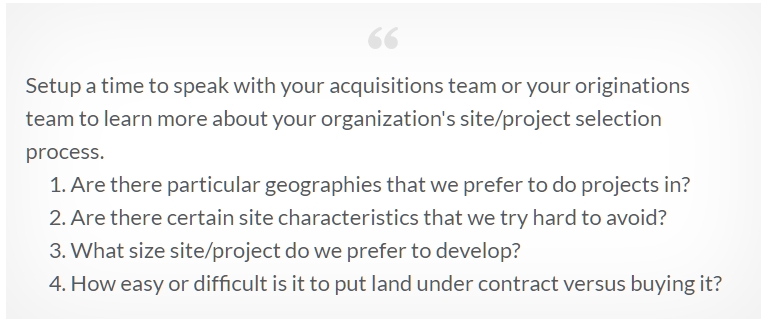 “
Setup a time to speak with your acquisitions team or your originations
team to learn more about your organization's site/project selection
process.
1. Are there particular geographies that we prefer to do projects in?
2. Are there certain site characteristics that we try hard to avoid?
3. What size site/project do we prefer to develop?
4. How easy or difficult is it to put land under contract versus buying it?